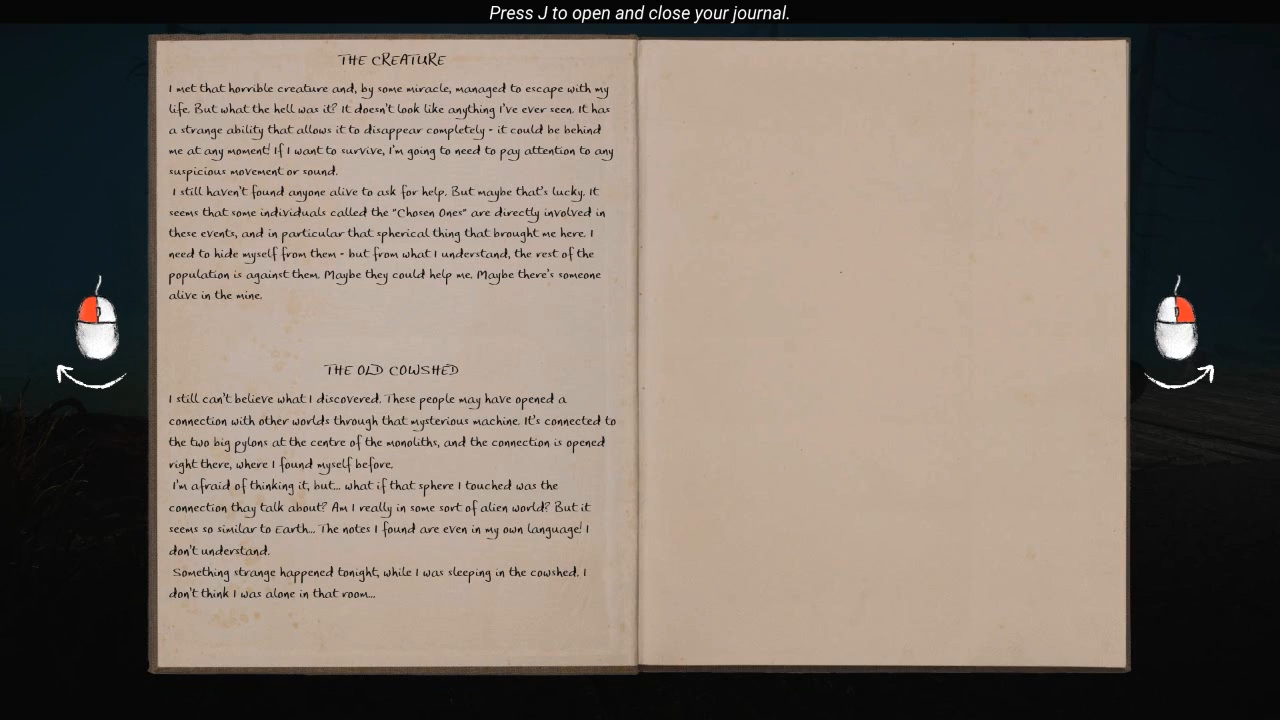 Press J to open and close your journal.
THE CREATURE
I met that horrible creature and, by some miracle, managed to escape with my
life. But what the hell was it? It doesn't look like anything I've ever seen. It has
a strange ability that allows it to disappear completely - it could be behind
me at any moment! If I want to survive, I'm going to need to pay attention to any
suspicious movement or sound.
I still haven't found anyone alive to ask for help. But maybe that's lucky. It
seems that some individuals called the "Chosen Ones" are directly involved in
these events, and in particular that spherical thing that brought me here. I
need to hide myself from them - but from what I understand, the rest of the
population is against them. Maybe they could help me. Maybe there's someone
alive in the mine.
THE OLD COWSHED
I still can't believe what I discovered. These people may have opened a
connection with other worlds through that mysterious machine. It's connected to
the two big pylons at the centre of the monoliths, and the connection is opened
right there, where I found myself before.
I'm afraid of thinking it, but... what if that sphere I touched was the
connection thay talk about? Am I really in some sort of alien world? But it
seems so similar to Earth... The notes I found are even in my own language! I
don't understand.
Something strange happened tonight, while I was sleeping in the cowshed. I
don't think I was alone in that room...